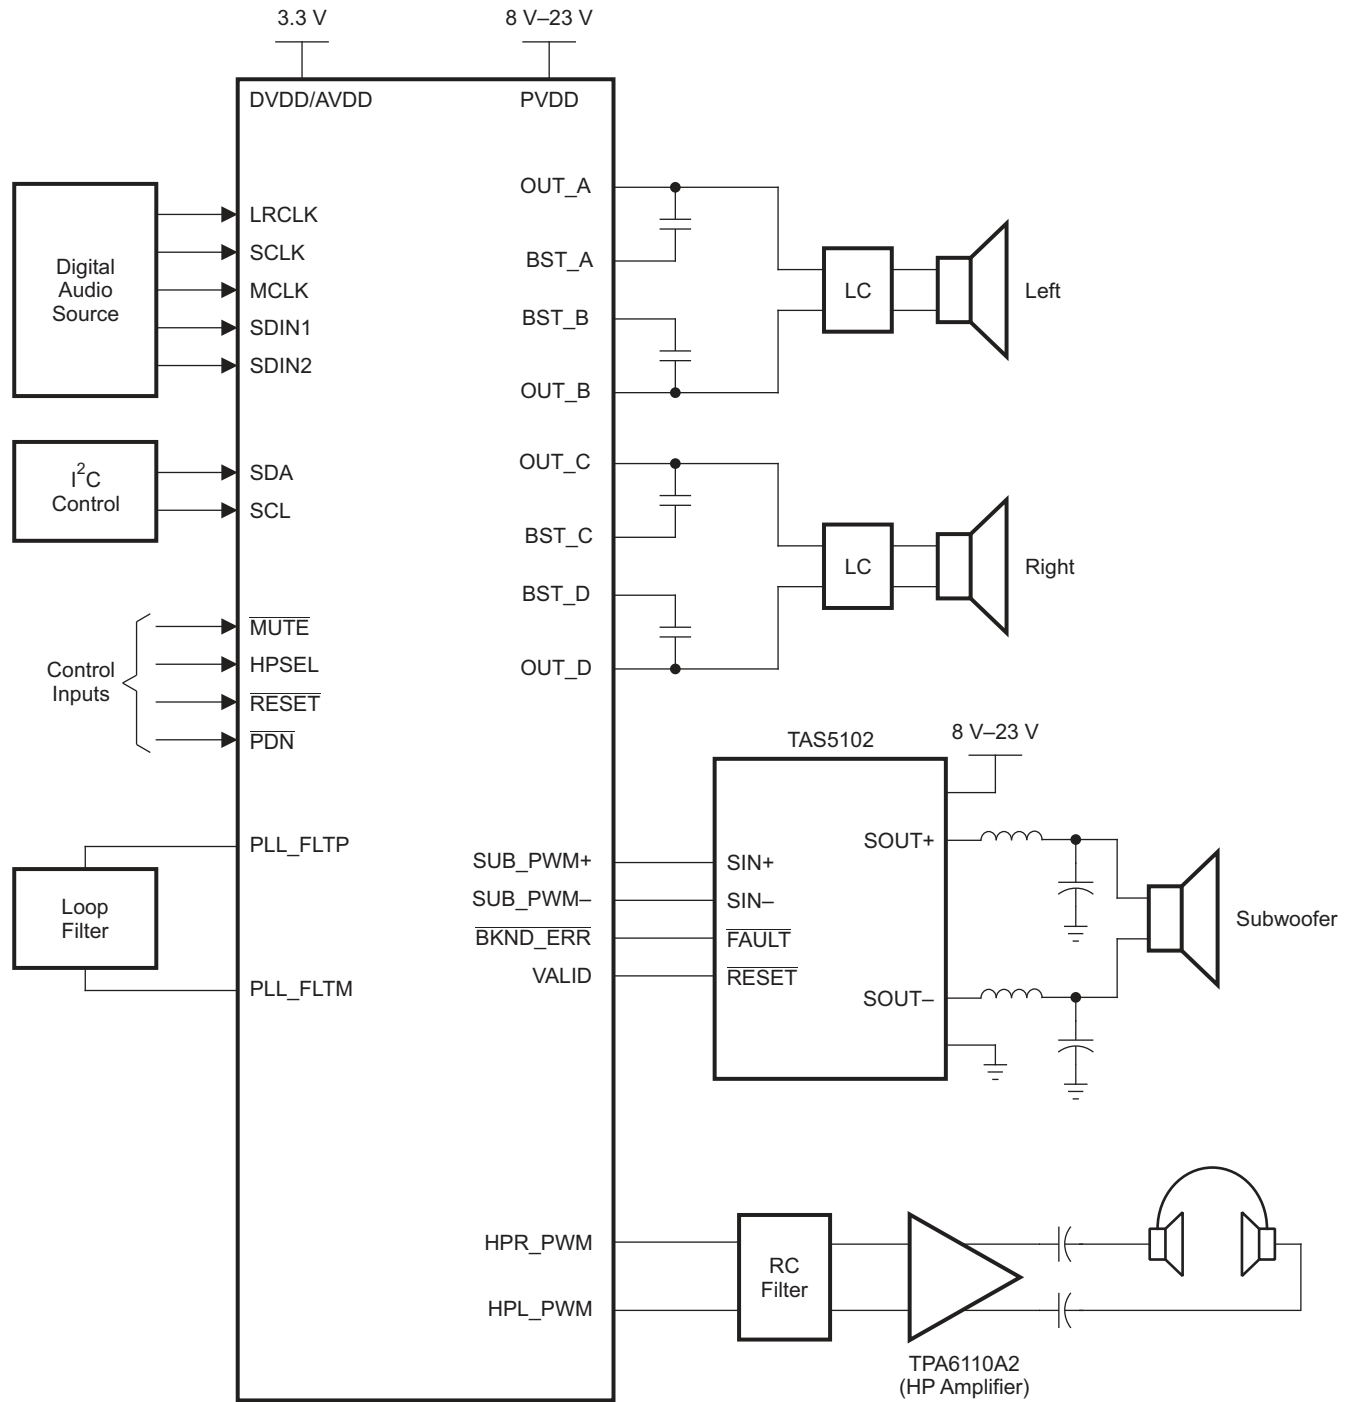 3.3 V
8 V–23 V
DVDD/AVDD
PVDD
Digital
Audio
Source
LRCLK
SCLK
MCLK
SDIN1
SDIN2
I²C
Control
SDA
SCL
Control
Inputs
MUTE
HPSEL
RESET
PDN
Loop
Filter
PLL_FLTP
PLL_FLTM
OUT_A
BST_A
BST_B
OUT_B
LC
Left
OUT_C
BST_C
BST_D
OUT_D
LC
Right
TAS5102
8 V–23 V
SUB_PWM+
SUB_PWM–
BKND_ERR
VALID
SIN+
SIN–
FAULT
RESET
SOUT+
SOUT–
Subwoofer
HPR_PWM
HPL_PWM
RC
Filter
TPA6110A2
(HP Amplifier)